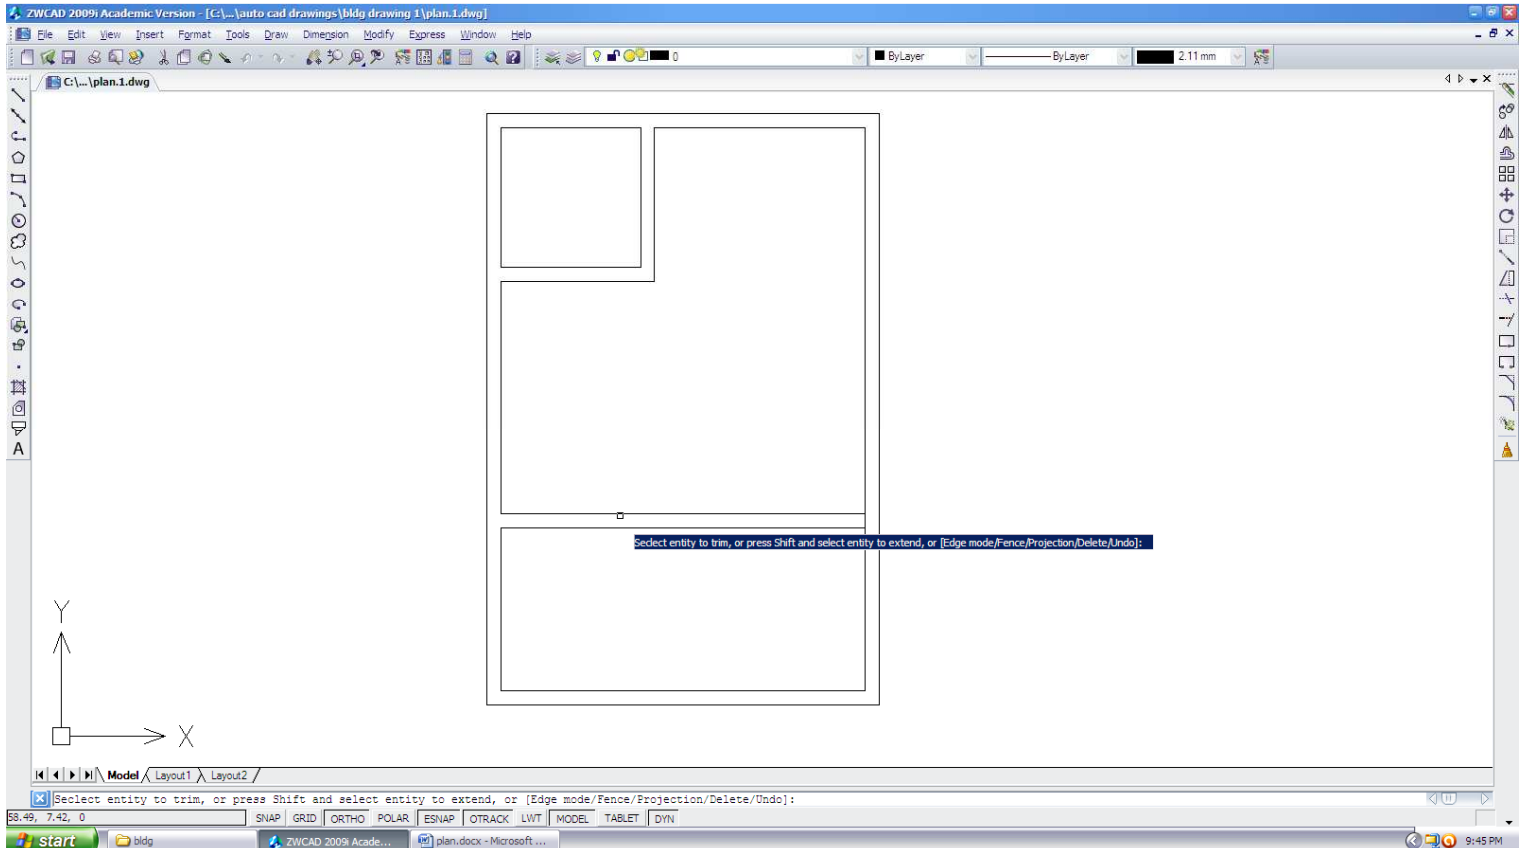 ZWCAD 2009i Academic Version - [C:\...\auto cad drawings\bldg drawing 1\plan.1.dwg]
File Edit View Insert Format Tools Draw Dimension Modify Express Window Help
0 ByLayer ByLayer 2.11 mm
C:\...\plan.1.dwg
A
Seclect entity to trim, or press Shift and select entity to extend, or [Edge mode/Fence/Projection/Delete/Undo]:
Y
X
Model Layout1 Layout2
Seclect entity to trim, or press Shift and select entity to extend, or [Edge mode/Fence/Projection/Delete/Undo]:
58.49, 7.42, 0 SNAP GRID ORTHO POLAR ESNAP OTRACK LWT MODEL TABLET DYN
start bldg ZWCAD 2009i Acade... plan.docx - Microsoft ... 9:45 PM